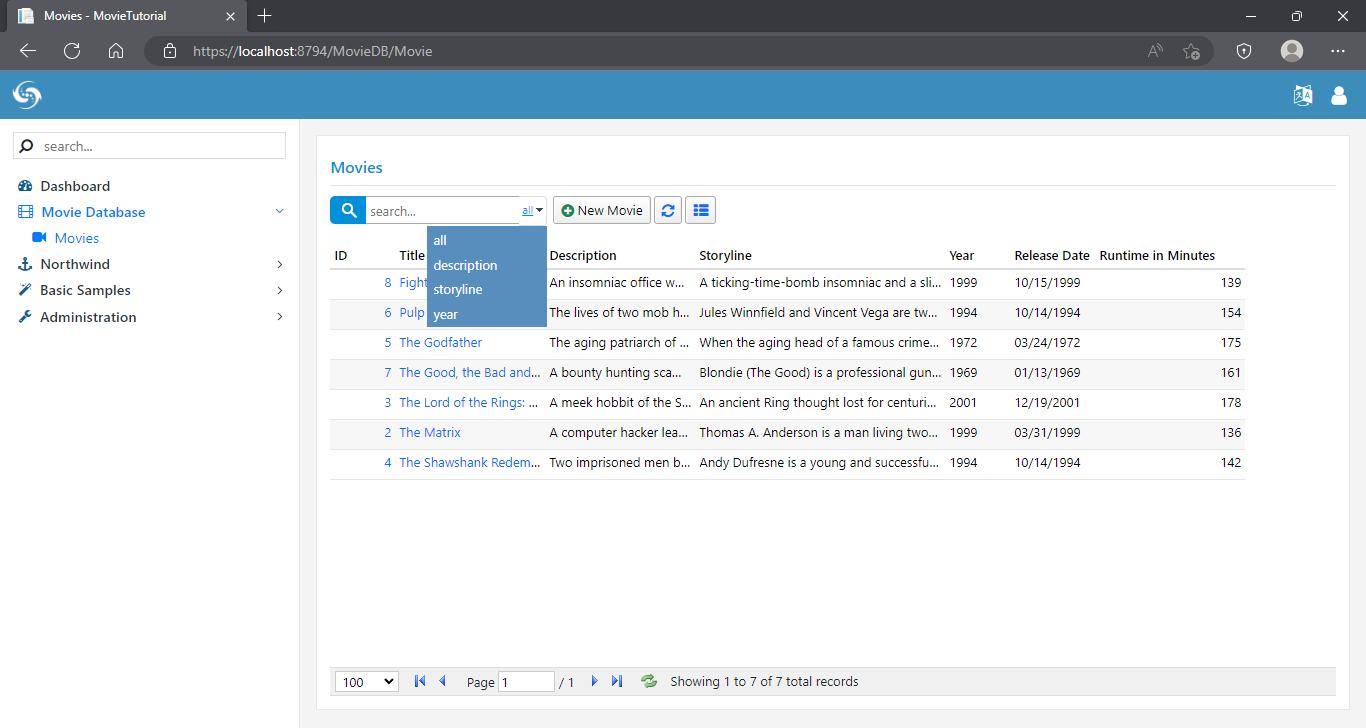 Movies - MovieTutorial
https://localhost:8794/MovieDB/Movie
search...
Dashboard
Movie Database
Movies
Northwind
Basic Samples
Administration
Movies
search... all New Movie
all
description
storyline
year
ID Title Description Storyline Year Release Date Runtime in Minutes
8 Fight An insomniac office w... A ticking-time-bomb insomniac and a sli... 1999 10/15/1999 139
6 Pulp The lives of two mob h... Jules Winnfield and Vincent Vega are tw... 1994 10/14/1994 154
5 The Godfather The aging patriarch of ... When the aging head of a famous crime... 1972 03/24/1972 175
7 The Good, the Bad and... A bounty hunting sca... Blondie (The Good) is a professional gun... 1969 01/13/1969 161
3 The Lord of the Rings: ... A meek hobbit of the S... An ancient Ring thought lost for centuri... 2001 12/19/2001 178
2 The Matrix A computer hacker lea... Thomas A. Anderson is a man living two... 1999 03/31/1999 136
4 The Shawshank Redem... Two imprisoned men b... Andy Dufresne is a young and successfu... 1994 10/14/1994 142
100 Page 1 / 1 Showing 1 to 7 of 7 total records